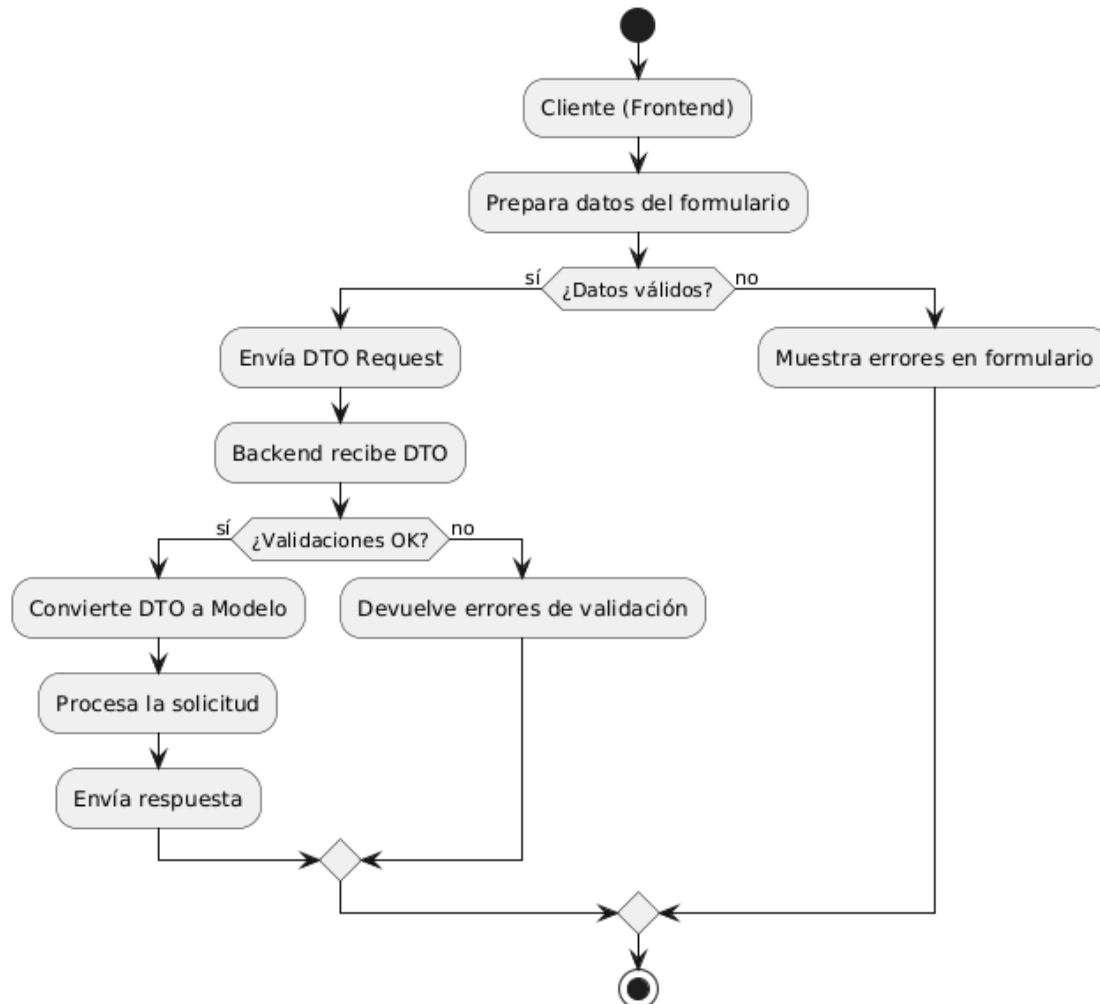 Cliente (Frontend)
Prepara datos del formulario
sí
¿Datos válidos?
no
Envía DTO Request
Muestra errores en formulario
Backend recibe DTO
sí
¿Validaciones OK?
no
Convierte DTO a Modelo
Devuelve errores de validación
Procesa la solicitud
Envía respuesta